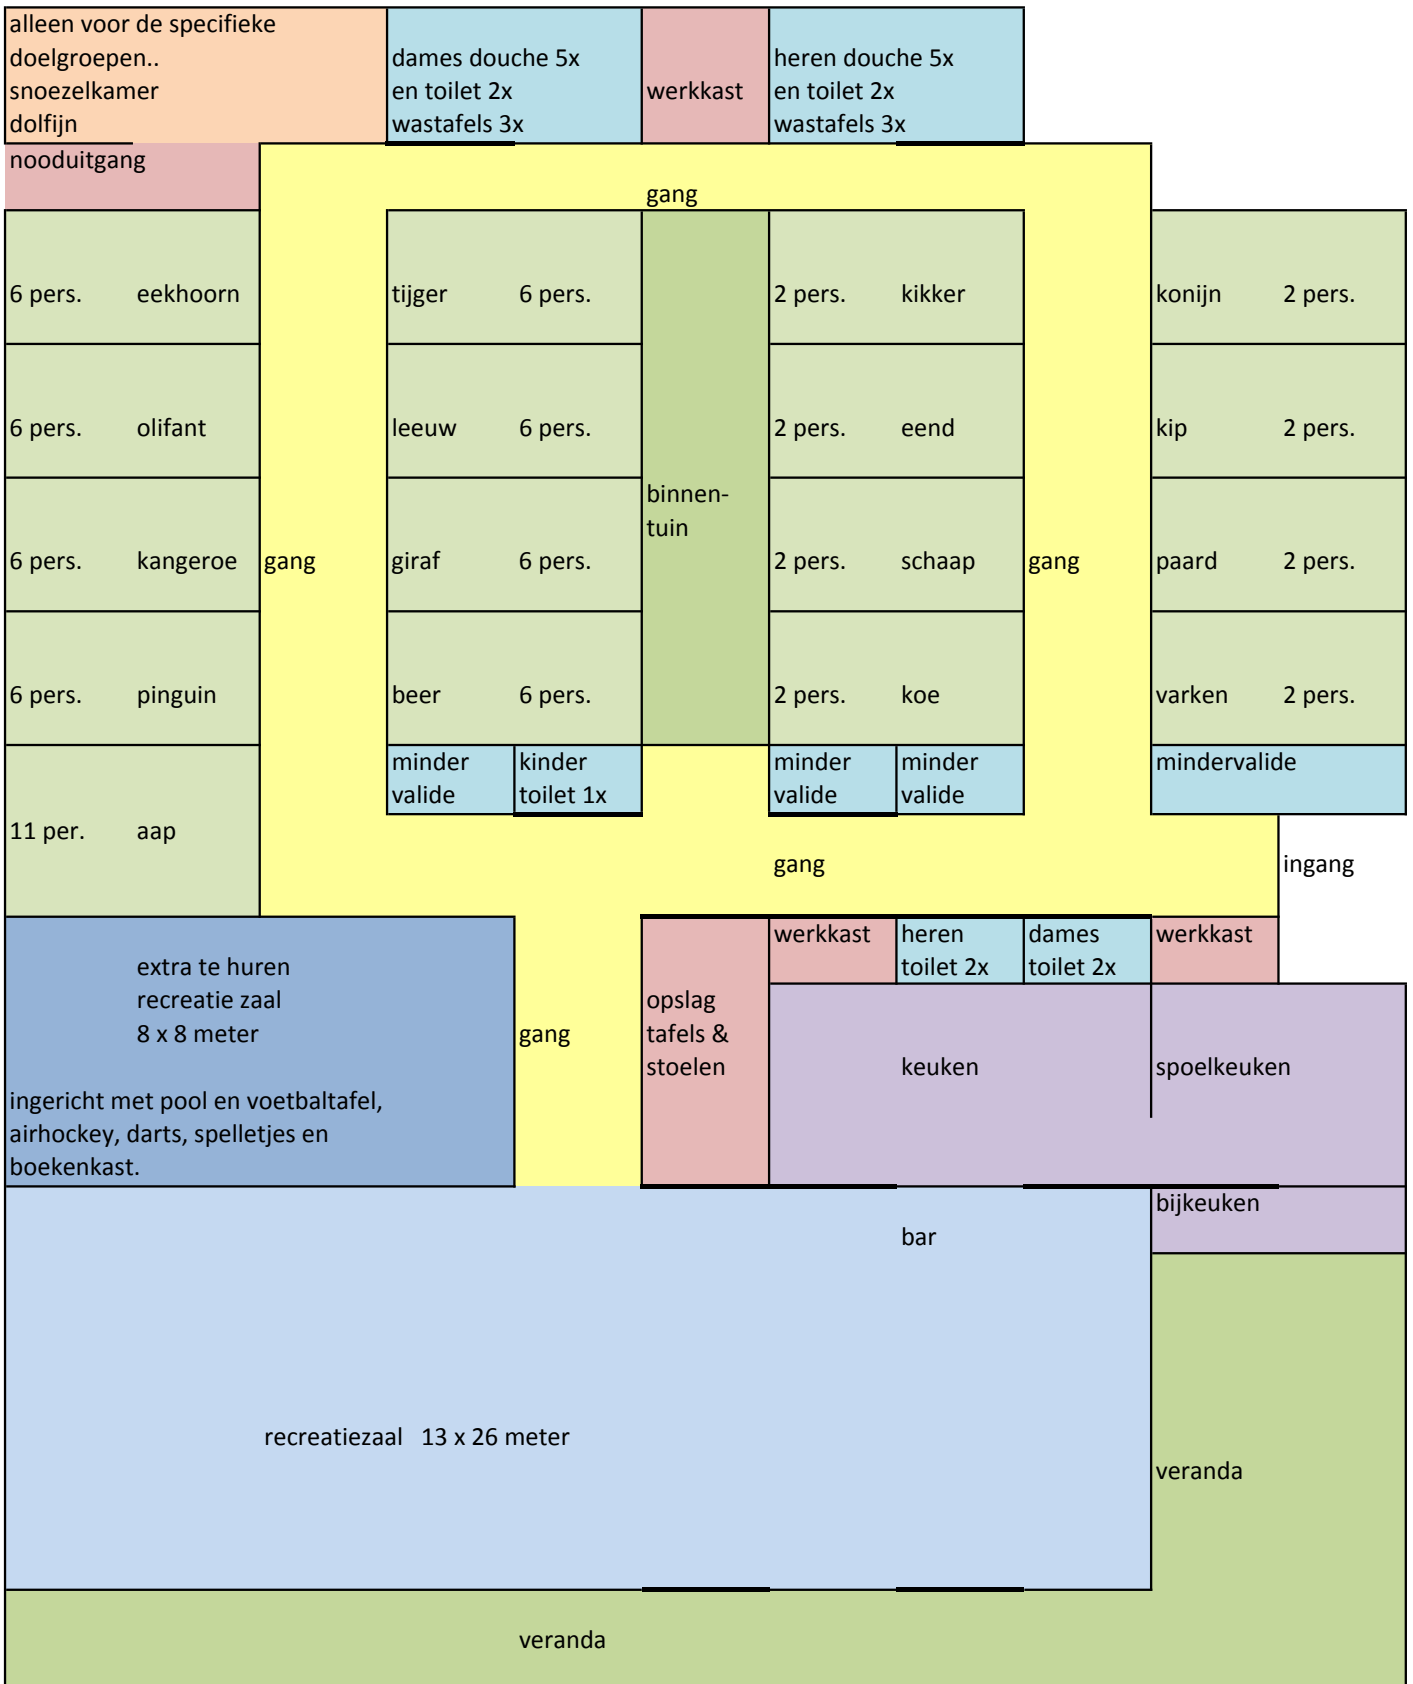 alleen voor de specifieke
doelgroepen..
snoezelkamer
dolfijn
dames douche 5x
en toilet 2x
wastafels 3x
werkkast
heren douche 5x
en toilet 2x
wastafels 3x
nooduitgang
gang
6 pers. eekhoorn
tijger 6 pers.
2 pers. kikker
konijn 2 pers.
6 pers. olifant
leeuw 6 pers.
2 pers. eend
kip 2 pers.
binnen-
tuin
6 pers. kangeroe
gang
giraf 6 pers.
2 pers. schaap
gang
paard 2 pers.
6 pers. pinguin
beer 6 pers.
2 pers. koe
varken 2 pers.
minder
valide
kinder
toilet 1x
minder
valide
minder
valide
mindervalide
11 per. aap
gang
ingang
extra te huren
recreatie zaal
8 x 8 meter
ingericht met pool en voetbaltafel,
airhockey, darts, spelletjes en
boekenkast.
gang
opslag
tafels &
stoelen
werkkast
heren
toilet 2x
dames
toilet 2x
werkkast
keuken
spoelkeuken
bijkeuken
bar
recreatiezaal 13 x 26 meter
veranda
veranda